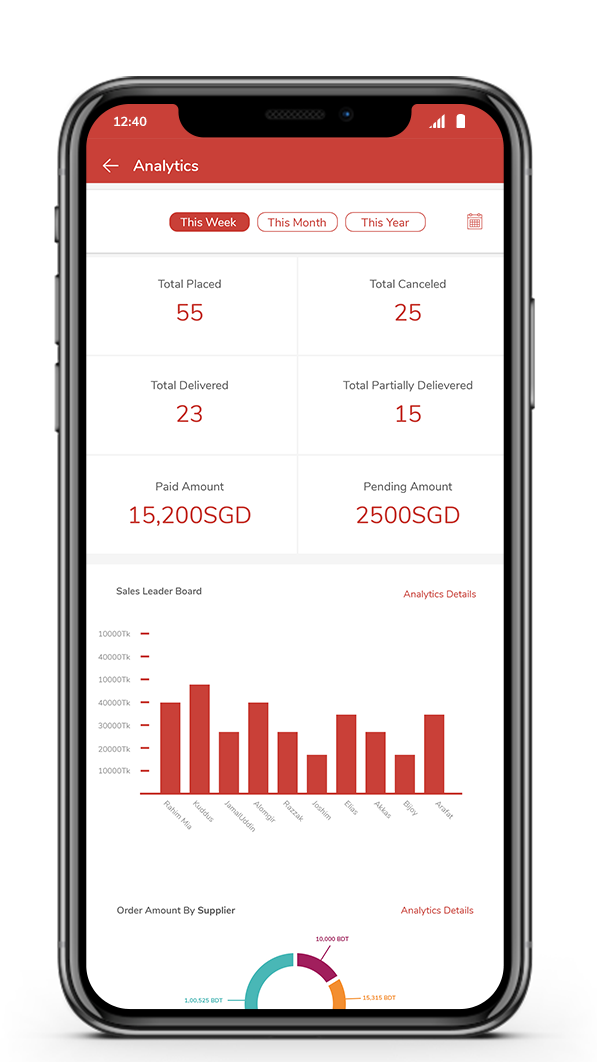 12:40
Analytics
This Week This Month This Year
Total Placed Total Canceled
55 25
Total Delivered Total Partially Delievered
23 15
Paid Amount Pending Amount
15,200SGD 2500SGD
Sales Leader Board Analytics Details
10000Tk
40000Tk
10000Tk
40000Tk
30000Tk
20000Tk
10000Tk
Rahim Mia Kuddus JamalUddin Alomgir Razzak Joshim Elias Akkas Bijoy Arafat
Order Amount By Supplier Analytics Details
10,000 BDT
1,00,525 BDT 15,315 BDT